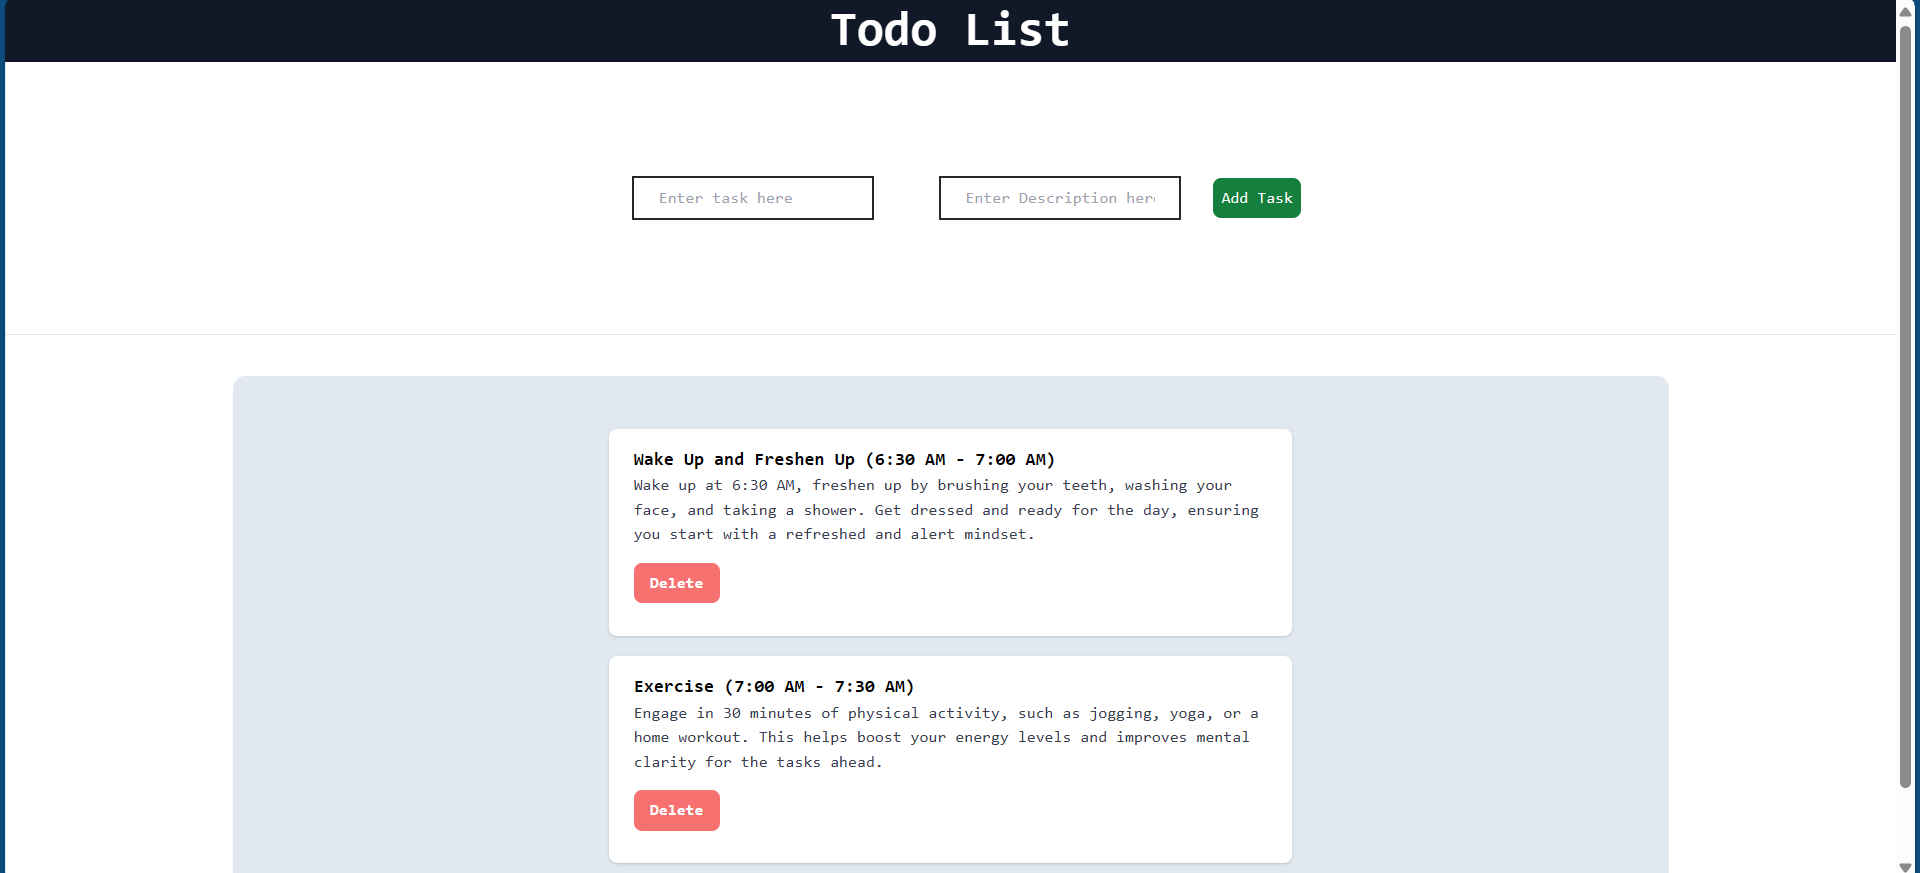 Todo List
Enter task here
Enter Description her
Add Task
Wake Up and Freshen Up (6:30 AM - 7:00 AM)
Wake up at 6:30 AM, freshen up by brushing your teeth, washing your
face, and taking a shower. Get dressed and ready for the day, ensuring
you start with a refreshed and alert mindset.
Delete
Exercise (7:00 AM - 7:30 AM)
Engage in 30 minutes of physical activity, such as jogging, yoga, or a
home workout. This helps boost your energy levels and improves mental
clarity for the tasks ahead.
Delete